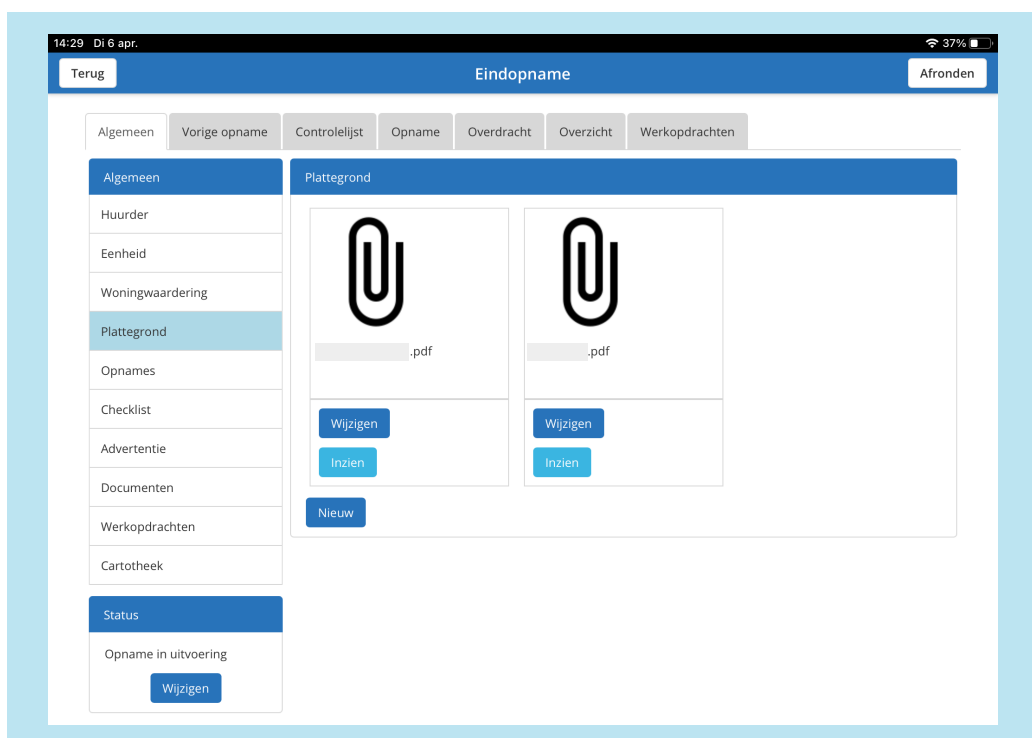 14:29 Di 6 apr. 37%
Terug Eindopname Afronden
Algemeen Vorige opname Controlelijst Opname Overdracht Overzicht Werkopdrachten
Algemeen
Huurder
Eenheid
Woningwaardering
Plattegrond
Opnames
Checklist
Advertentie
Documenten
Werkopdrachten
Cartotheek
Status
Opname in uitvoering
Wijzigen
Plattegrond
.pdf
Wijzigen
Inzien
.pdf
Wijzigen
Inzien
Nieuw